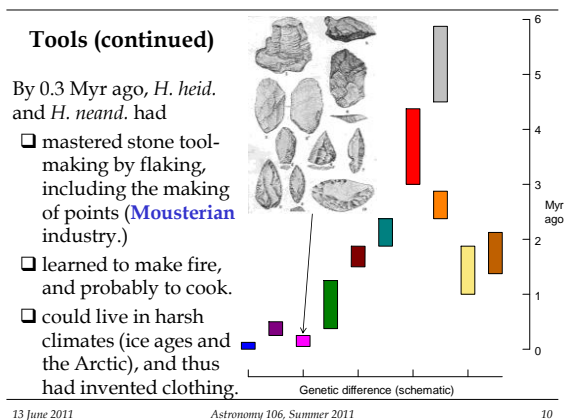 Tools (continued)
By 0.3 Myr ago, H. heid.
and H. neand. had
❑ mastered stone tool-
making by flaking,
including the making
of points (Mousterian
industry.)
❑ learned to make fire,
and probably to cook.
❑ could live in harsh
climates (ice ages and
the Arctic), and thus
had invented clothing.
6
5
4
3
Myr
ago
2
1
0
Genetic difference (schematic)
13 June 2011
Astronomy 106, Summer 2011
10